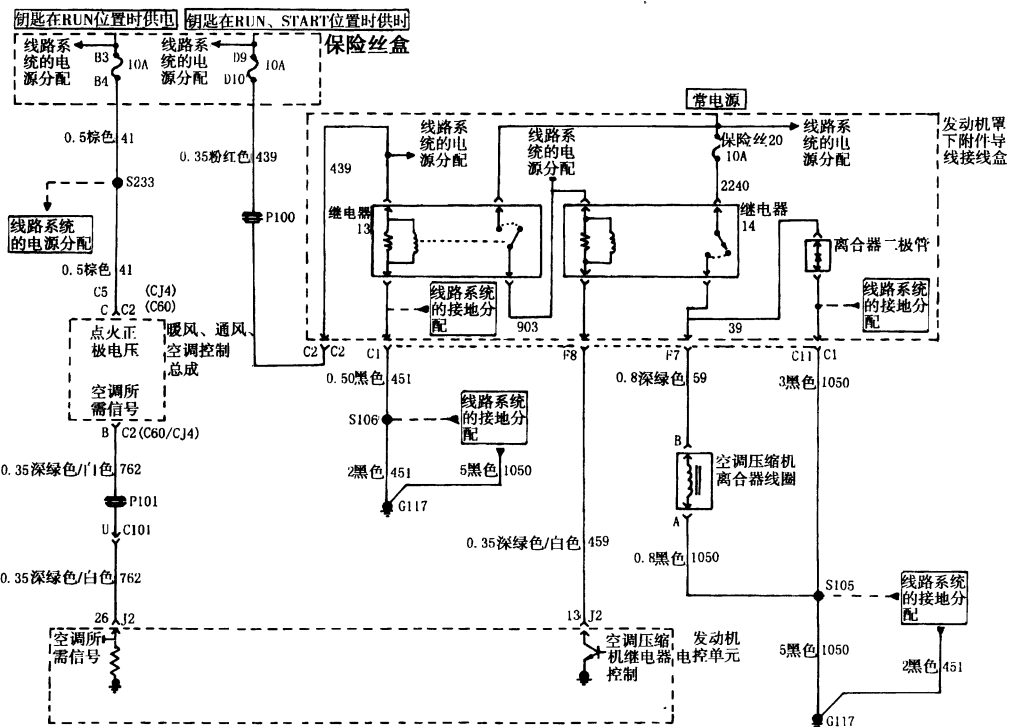 钥匙在RUN位置时供电
钥匙在RUN、START位置时供时
保险丝盒
线路系
统的电
源分配
B3
B4
10A
线路系
统的电
源分配
D9
D10
10A
常电源
0.5棕色 41
0.35粉红色 439
S233
线路系统
的电源分配
P100
0.5棕色 41
C5 (CJ4)
C C2 (C60)
点火正
极电压
暖风、通风、
空调控制
总成
空调所
需信号
B C2(C60/CJ4)
0.35深绿色/白色 762
P101
U C101
0.35深绿色/白色 762
26 J2
空调所
需信号
439
线路系
统的电
源分配
线路系
统的电
源分配
保险丝20
10A
线路系
统的电
源分配
发动机罩
下附件导
线接线盒
2240
继电器
13
继电器
14
离合器二极管
线路系统
的接地分
配
903
39
线路系统
的接地分
配
C2 C2
C1
F8
F7
C11 C1
0.50黑色 451
0.8深绿色 59
3黑色 1050
S106
线路系统
的接地分
配
2黑色 451
5黑色 1050
G117
B
空调压缩机
离合器线圈
A
0.35深绿色/白色 459
0.8黑色 1050
S105
线路系统
的接地分
配
13 J2
空调压缩
机继电器
控制
发动机
电控单元
5黑色 1050
2黑色 451
G117